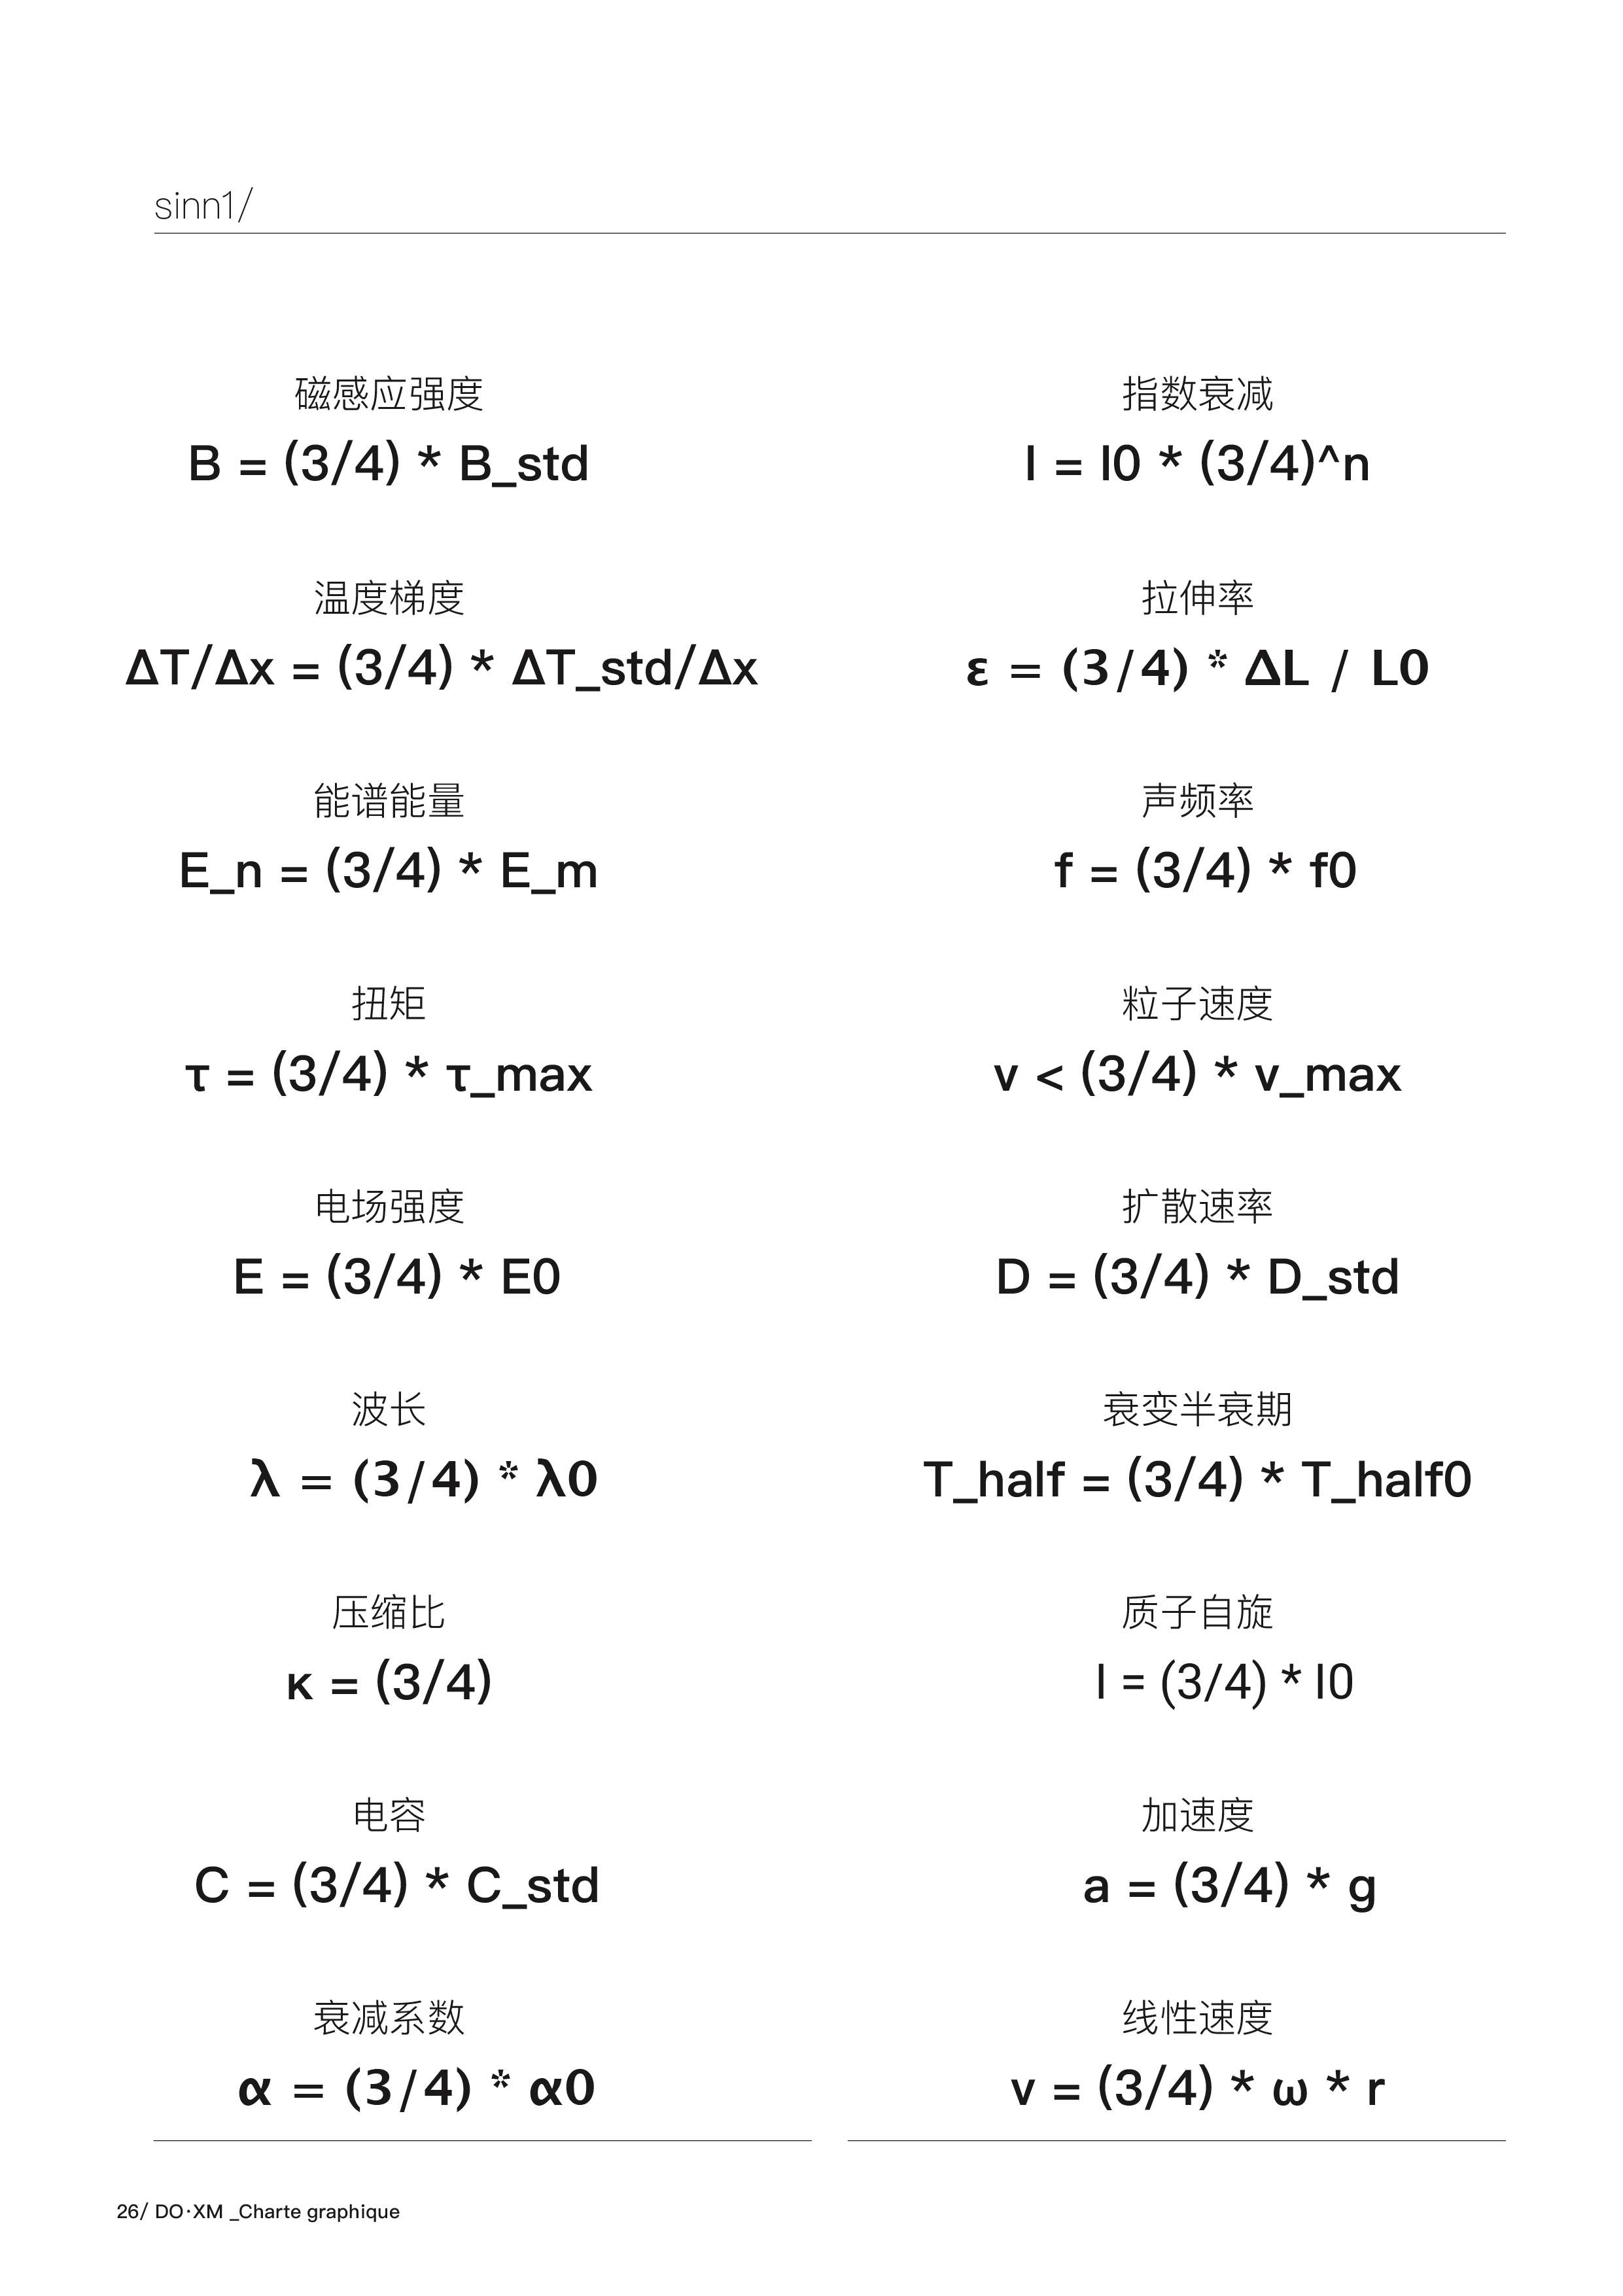 sinn1/
磁感应强度
B = (3/4) * B_std
温度梯度
ΔT/Δx = (3/4) * ΔT_std/Δx
能谱能量
E_n = (3/4) * E_m
扭矩
τ = (3/4) * τ_max
电场强度
E = (3/4) * E0
波长
λ = (3/4) * λ0
压缩比
κ = (3/4)
电容
C = (3/4) * C_std
衰减系数
α = (3/4) * α0
指数衰减
I = I0 * (3/4)^n
拉伸率
ε = (3/4) * ΔL / L0
声频率
f = (3/4) * f0
粒子速度
v < (3/4) * v_max
扩散速率
D = (3/4) * D_std
衰变半衰期
T_half = (3/4) * T_half0
质子自旋
I = (3/4) * I0
加速度
a = (3/4) * g
线性速度
v = (3/4) * ω * r
26/ DO·XM _Charte graphique